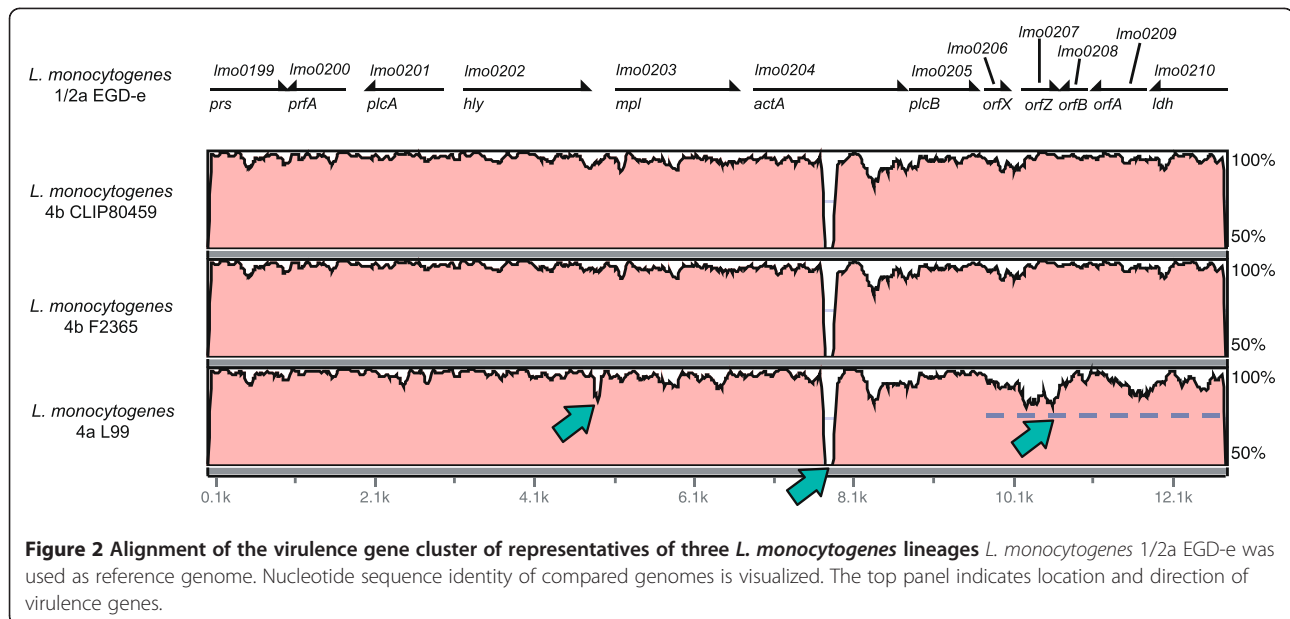 L. monocytogenes
1/2a EGD-e
lmo0199 lmo0200 lmo0201 lmo0202 lmo0203 lmo0204 lmo0205 lmo0206 lmo0207 lmo0208 lmo0209 lmo0210
prs prfA plcA hly mpl actA plcB orfX orfZ orfB orfA ldh
L. monocytogenes
4b CLIP80459
100%
50%
L. monocytogenes
4b F2365
100%
50%
L. monocytogenes
4a L99
100%
50%
0.1k 2.1k 4.1k 6.1k 8.1k 10.1k 12.1k
Figure 2 Alignment of the virulence gene cluster of representatives of three L. monocytogenes lineages L. monocytogenes 1/2a EGD-e was
used as reference genome. Nucleotide sequence identity of compared genomes is visualized. The top panel indicates location and direction of
virulence genes.